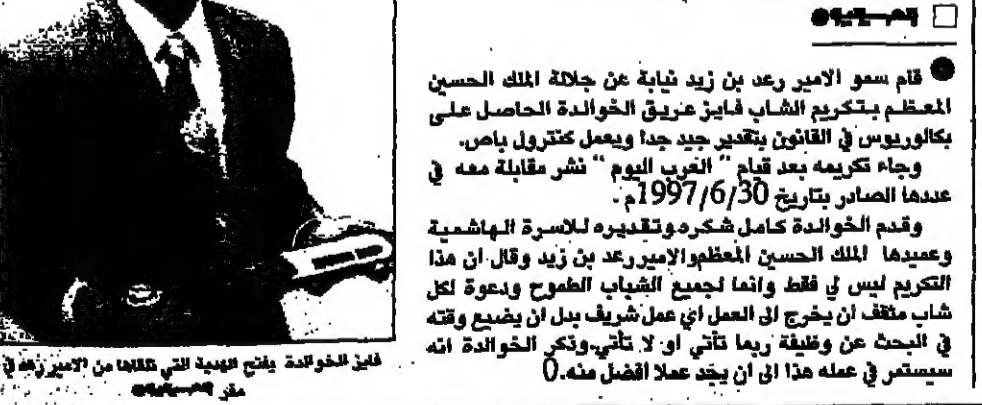 قام سمو الامير رعد بن زيد نيابة عن جلالة الملك الحسين
المعظم بتكريم الشاب فايز عريق الخوالدة الحاصل على
بكالوريوس في القانون بتقدير جيد جدا ويعمل كنترول باص.
وجاء تكريمه بعد قيام "العرب اليوم" نشر مقابلة معه في
عددها الصادر بتاريخ 1997/6/30م.
وقدم الخوالدة كامل شكره وتقديره للاسرة الهاشمية
وعميدها الملك الحسين المعظم والامير رعد بن زيد وقال ان هذا
التكريم ليس لي فقط وانما لجميع الشباب الطموح ودعوة لكل
شاب مثقف ان يخرج الى العمل اي عمل شريف بدل ان يضيع وقته
في البحث عن وظيفة ربما تأتي او لا تأتي.وذكر الخوالدة انه
سيستمر في عمله هذا الى ان يجد عملا افضل منه.0
فايز الخوالدة يفتح الهدية التي تلقاها من الامير رعد في
مقر